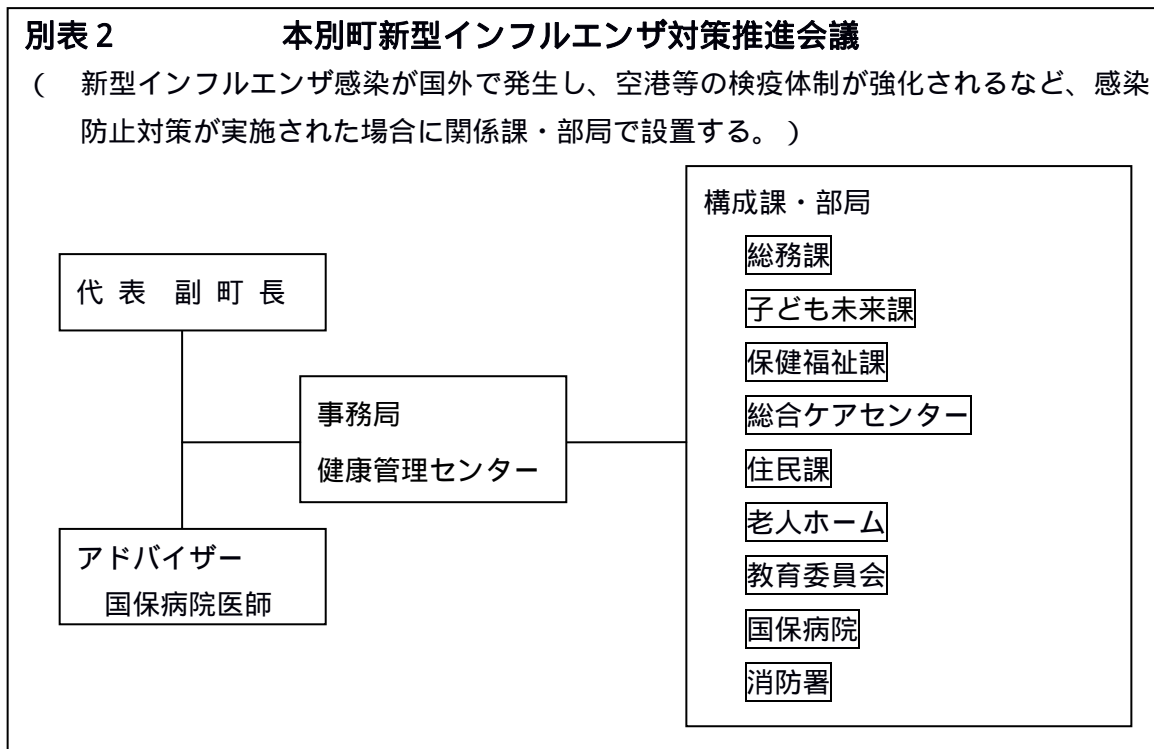 別表２ 本別町新型インフルエンザ対策推進会議
（ 新型インフルエンザ感染が国外で発生し、空港等の検疫体制が強化されるなど、感染
防止対策が実施された場合に関係課・部局で設置する。）
代 表 副 町 長
事務局
健康管理センター
アドバイザー
国保病院医師
構成課・部局
総務課
子ども未来課
保健福祉課
総合ケアセンター
住民課
老人ホーム
教育委員会
国保病院
消防署